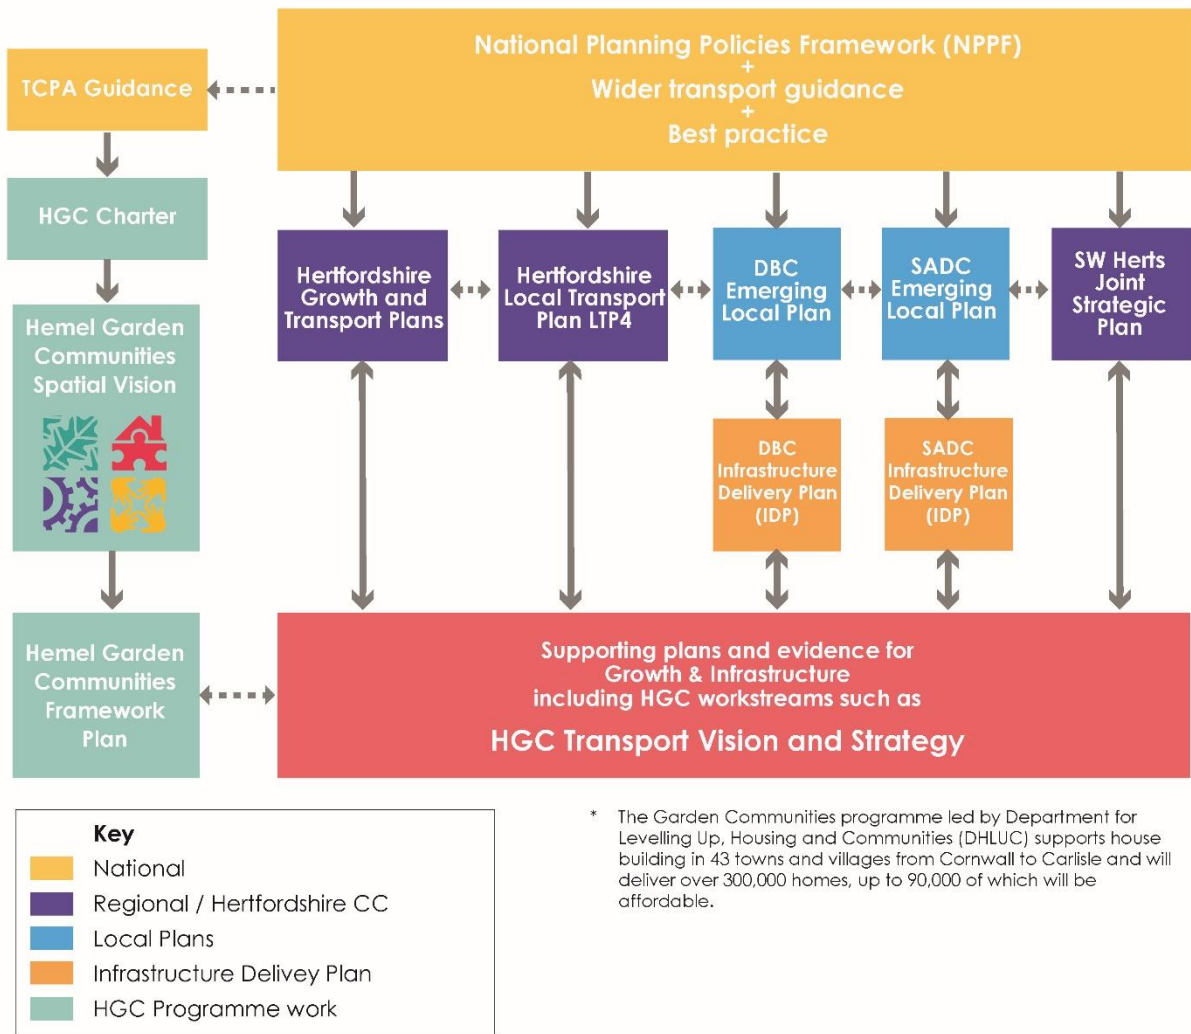 National Planning Policies Framework (NPPF)
+
Wider transport guidance
+
Best practice
TCPA Guidance
HGC Charter
Hemel Garden
Communities
Spatial Vision
Hemel Garden
Communities
Framework
Plan
Hertfordshire
Growth and
Transport Plans
Hertfordshire
Local Transport
Plan LTP4
DBC
Emerging
Local Plan
SADC
Emerging
Local Plan
SW Herts
Joint
Strategic
Plan
DBC
Infrastructure
Delivery Plan
(IDP)
SADC
Infrastructure
Delivery Plan
(IDP)
Supporting plans and evidence for
Growth & Infrastructure
including HGC workstreams such as
HGC Transport Vision and Strategy
Key
National
Regional / Hertfordshire CC
Local Plans
Infrastructure Delivey Plan
HGC Programme work
* The Garden Communities programme led by Department for
Levelling Up, Housing and Communities (DHLUC) supports house
building in 43 towns and villages from Cornwall to Carlisle and will
deliver over 300,000 homes, up to 90,000 of which will be
affordable.